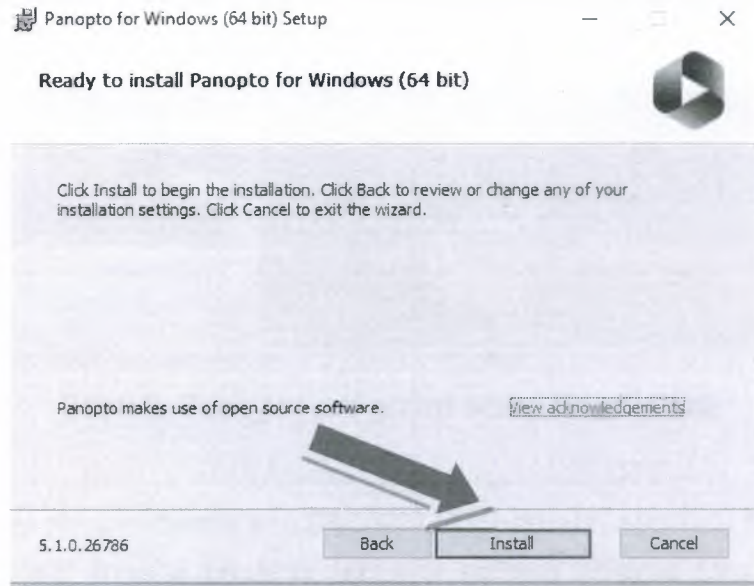 Panopto for Windows (64 bit) Setup
Ready to install Panopto for Windows (64 bit)
Click Install to begin the installation. Click Back to review or change any of your
installation settings. Click Cancel to exit the wizard.
Panopto makes use of open source software. View acknowledgements
5.1.0.26786 Back Install Cancel